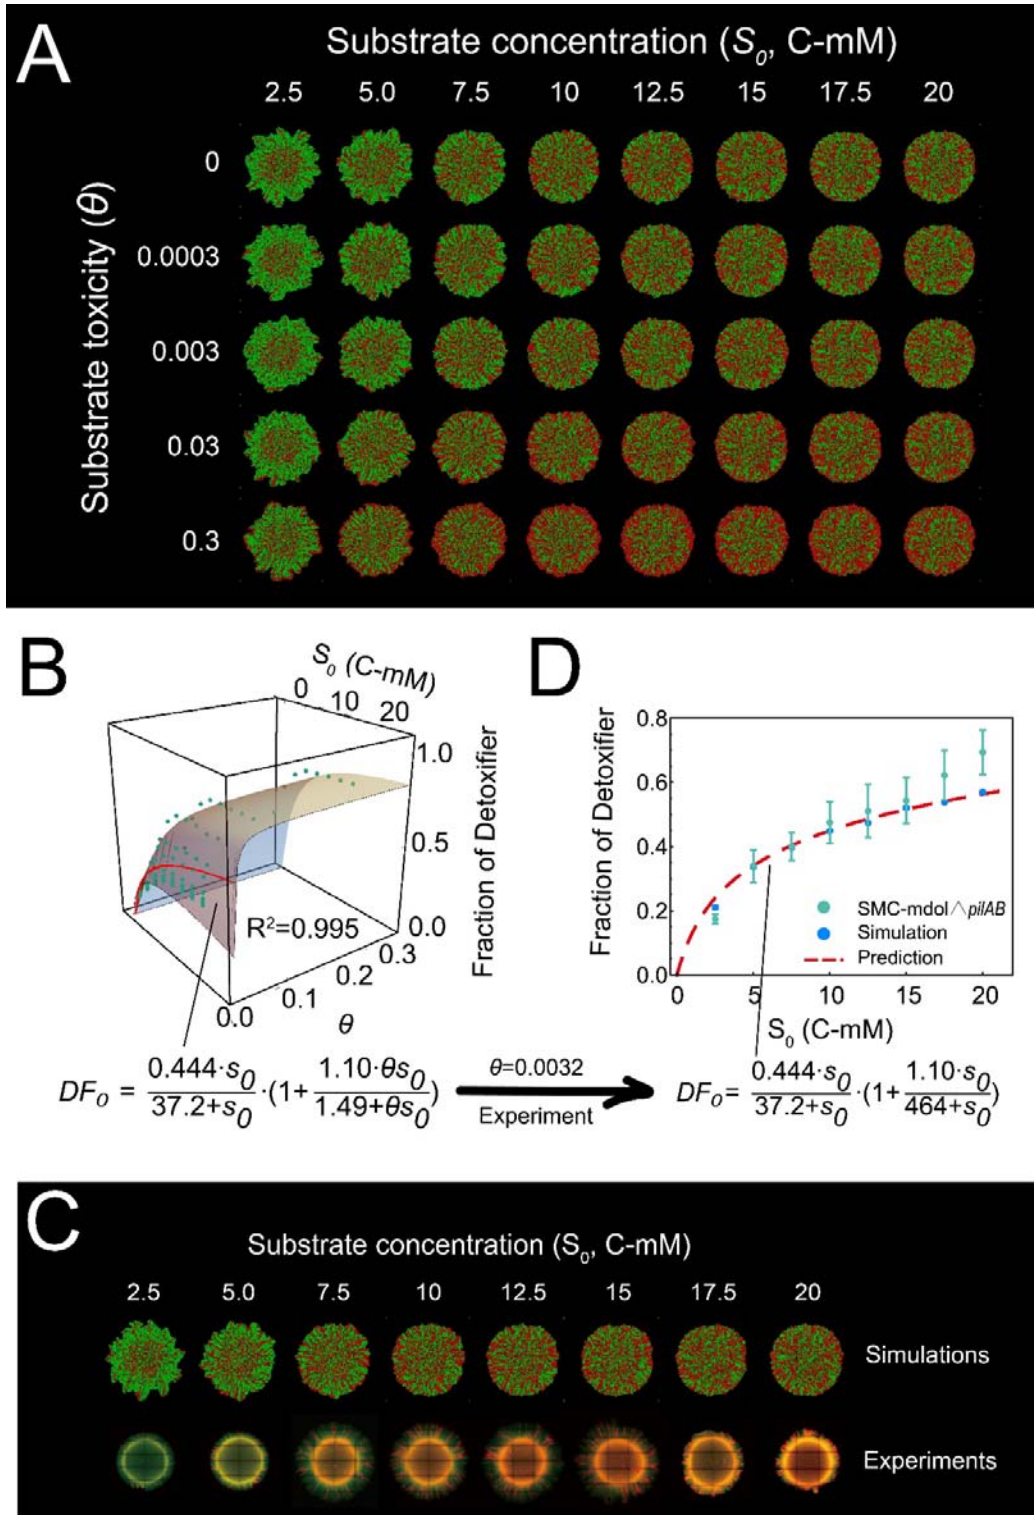 A
Substrate concentration (S₀, C-mM)
2.5 5.0 7.5 10 12.5 15 17.5 20
Substrate toxicity (θ)
0
0.0003
0.003
0.03
0.3
B
S₀ (C-mM)
0 10 20
1.0
0.5
0.0
Fraction of Detoxifier
R²=0.995
0.0 0.1 0.2 0.3
θ
DF₀ = 0.444·s₀/37.2+s₀ ·(1+ 1.10·θs₀/1.49+θs₀)
θ=0.0032
Experiment
D
Fraction of Detoxifier
0.8
0.6
0.4
0.2
0.0
SMC-mdol△pilAB
Simulation
Prediction
0 5 10 15 20
S₀ (C-mM)
DF₀= 0.444·s₀/37.2+s₀ ·(1+ 1.10·s₀/464+s₀)
C
Substrate concentration (S₀, C-mM)
2.5 5.0 7.5 10 12.5 15 17.5 20
Simulations
Experiments